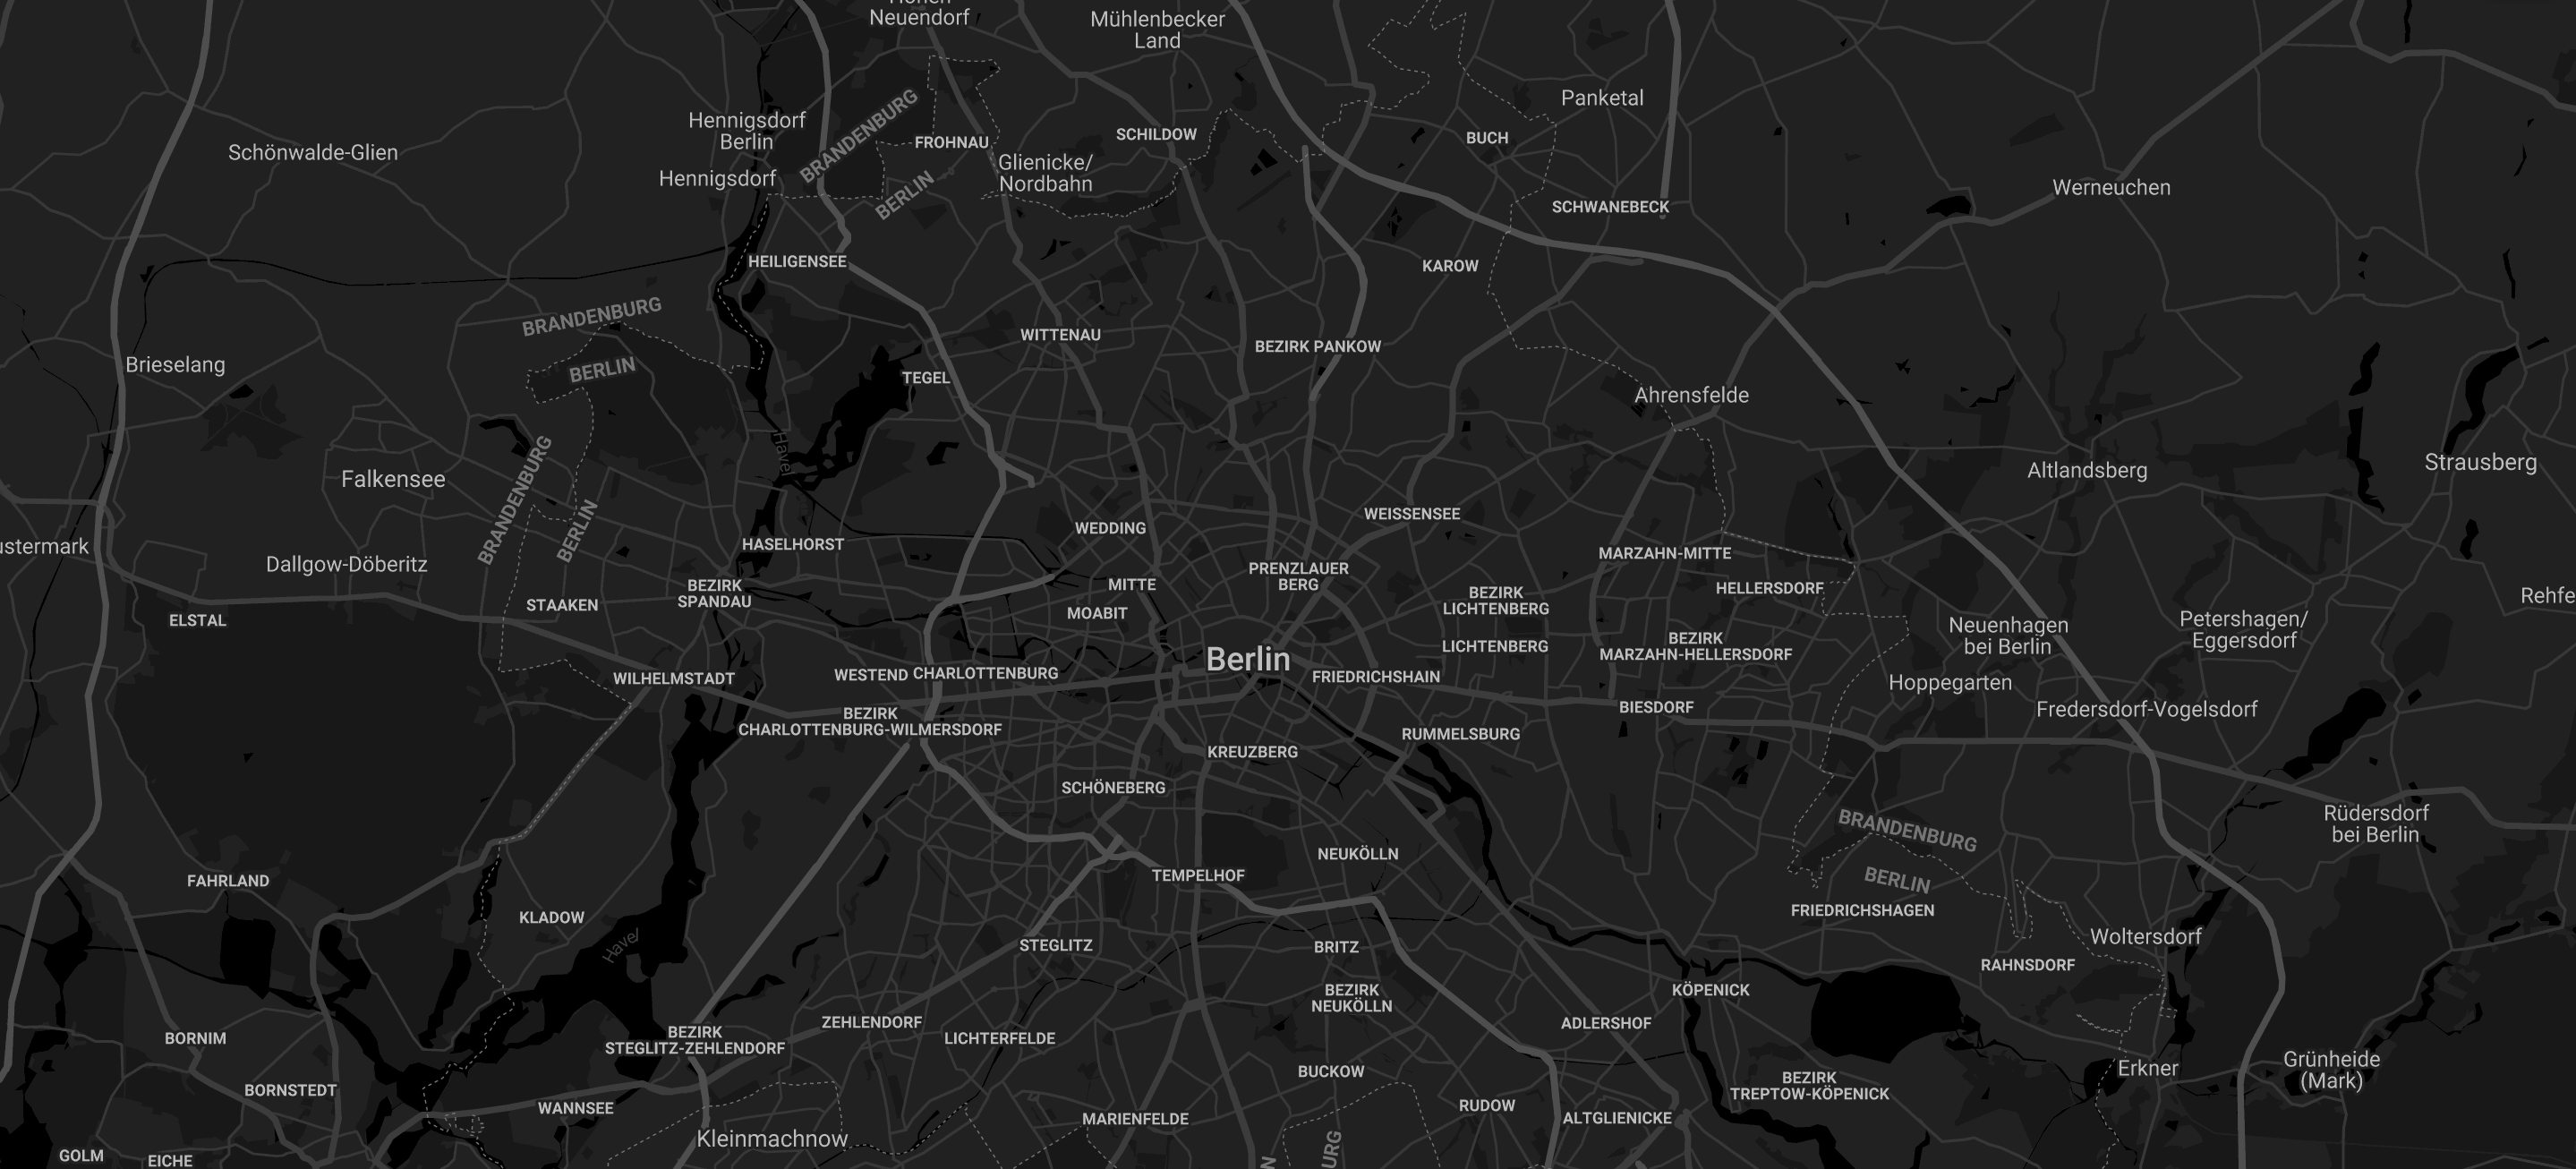 Neuendorf
Mühlenbecker
Land
Panketal
Hennigsdorf
Berlin
BRANDENBURG
FROHNAU
SCHILDOW
BUCH
Schönwalde-Glien
Glienicke/
Nordbahn
Hennigsdorf
BERLIN
Werneuchen
SCHWANEBECK
HEILIGENSEE
KAROW
BRANDENBURG
WITTENAU
BEZIRK PANKOW
Brieselang
BERLIN
TEGEL
Ahrensfelde
Havel
BRANDENBURG
Falkensee
Altlandsberg
Strausberg
BERLIN
WEDDING
WEISSENSEE
ustermark
HASELHORST
MARZAHN-MITTE
Dallgow-Döberitz
PRENZLAUER
BERG
MITTE
BEZIRK
SPANDAU
BEZIRK
LICHTENBERG
HELLERSDORF
Rehfe
STAAKEN
ELSTAL
MOABIT
Neuenhagen
bei Berlin
Petershagen/
Eggersdorf
LICHTENBERG
BEZIRK
MARZAHN-HELLERSDORF
Berlin
WILHELMSTADT
WESTEND
CHARLOTTENBURG
FRIEDRICHSHAIN
Hoppegarten
BIESDORF
Fredersdorf-Vogelsdorf
BEZIRK
CHARLOTTENBURG-WILMERSDORF
RUMMELSBURG
KREUZBERG
SCHÖNEBERG
BRANDENBURG
Rüdersdorf
bei Berlin
NEUKÖLLN
TEMPELHOF
FAHRLAND
BERLIN
KLADOW
FRIEDRICHSHAGEN
Havel
STEGLITZ
BRITZ
Woltersdorf
RAHNSDORF
BEZIRK
NEUKÖLLN
KÖPENICK
ZEHLENDORF
ADLERSHOF
BORNIM
BEZIRK
STEGLITZ-ZEHLENDORF
LICHTERFELDE
BUCKOW
Erkner
Grünheide
(Mark)
BORNSTEDT
BEZIRK
TREPTOW-KÖPENICK
WANNSEE
MARIENFELDE
RUDOW
ALTGLIENICKE
Kleinmachnow
GOLM
EICHE
URG
N